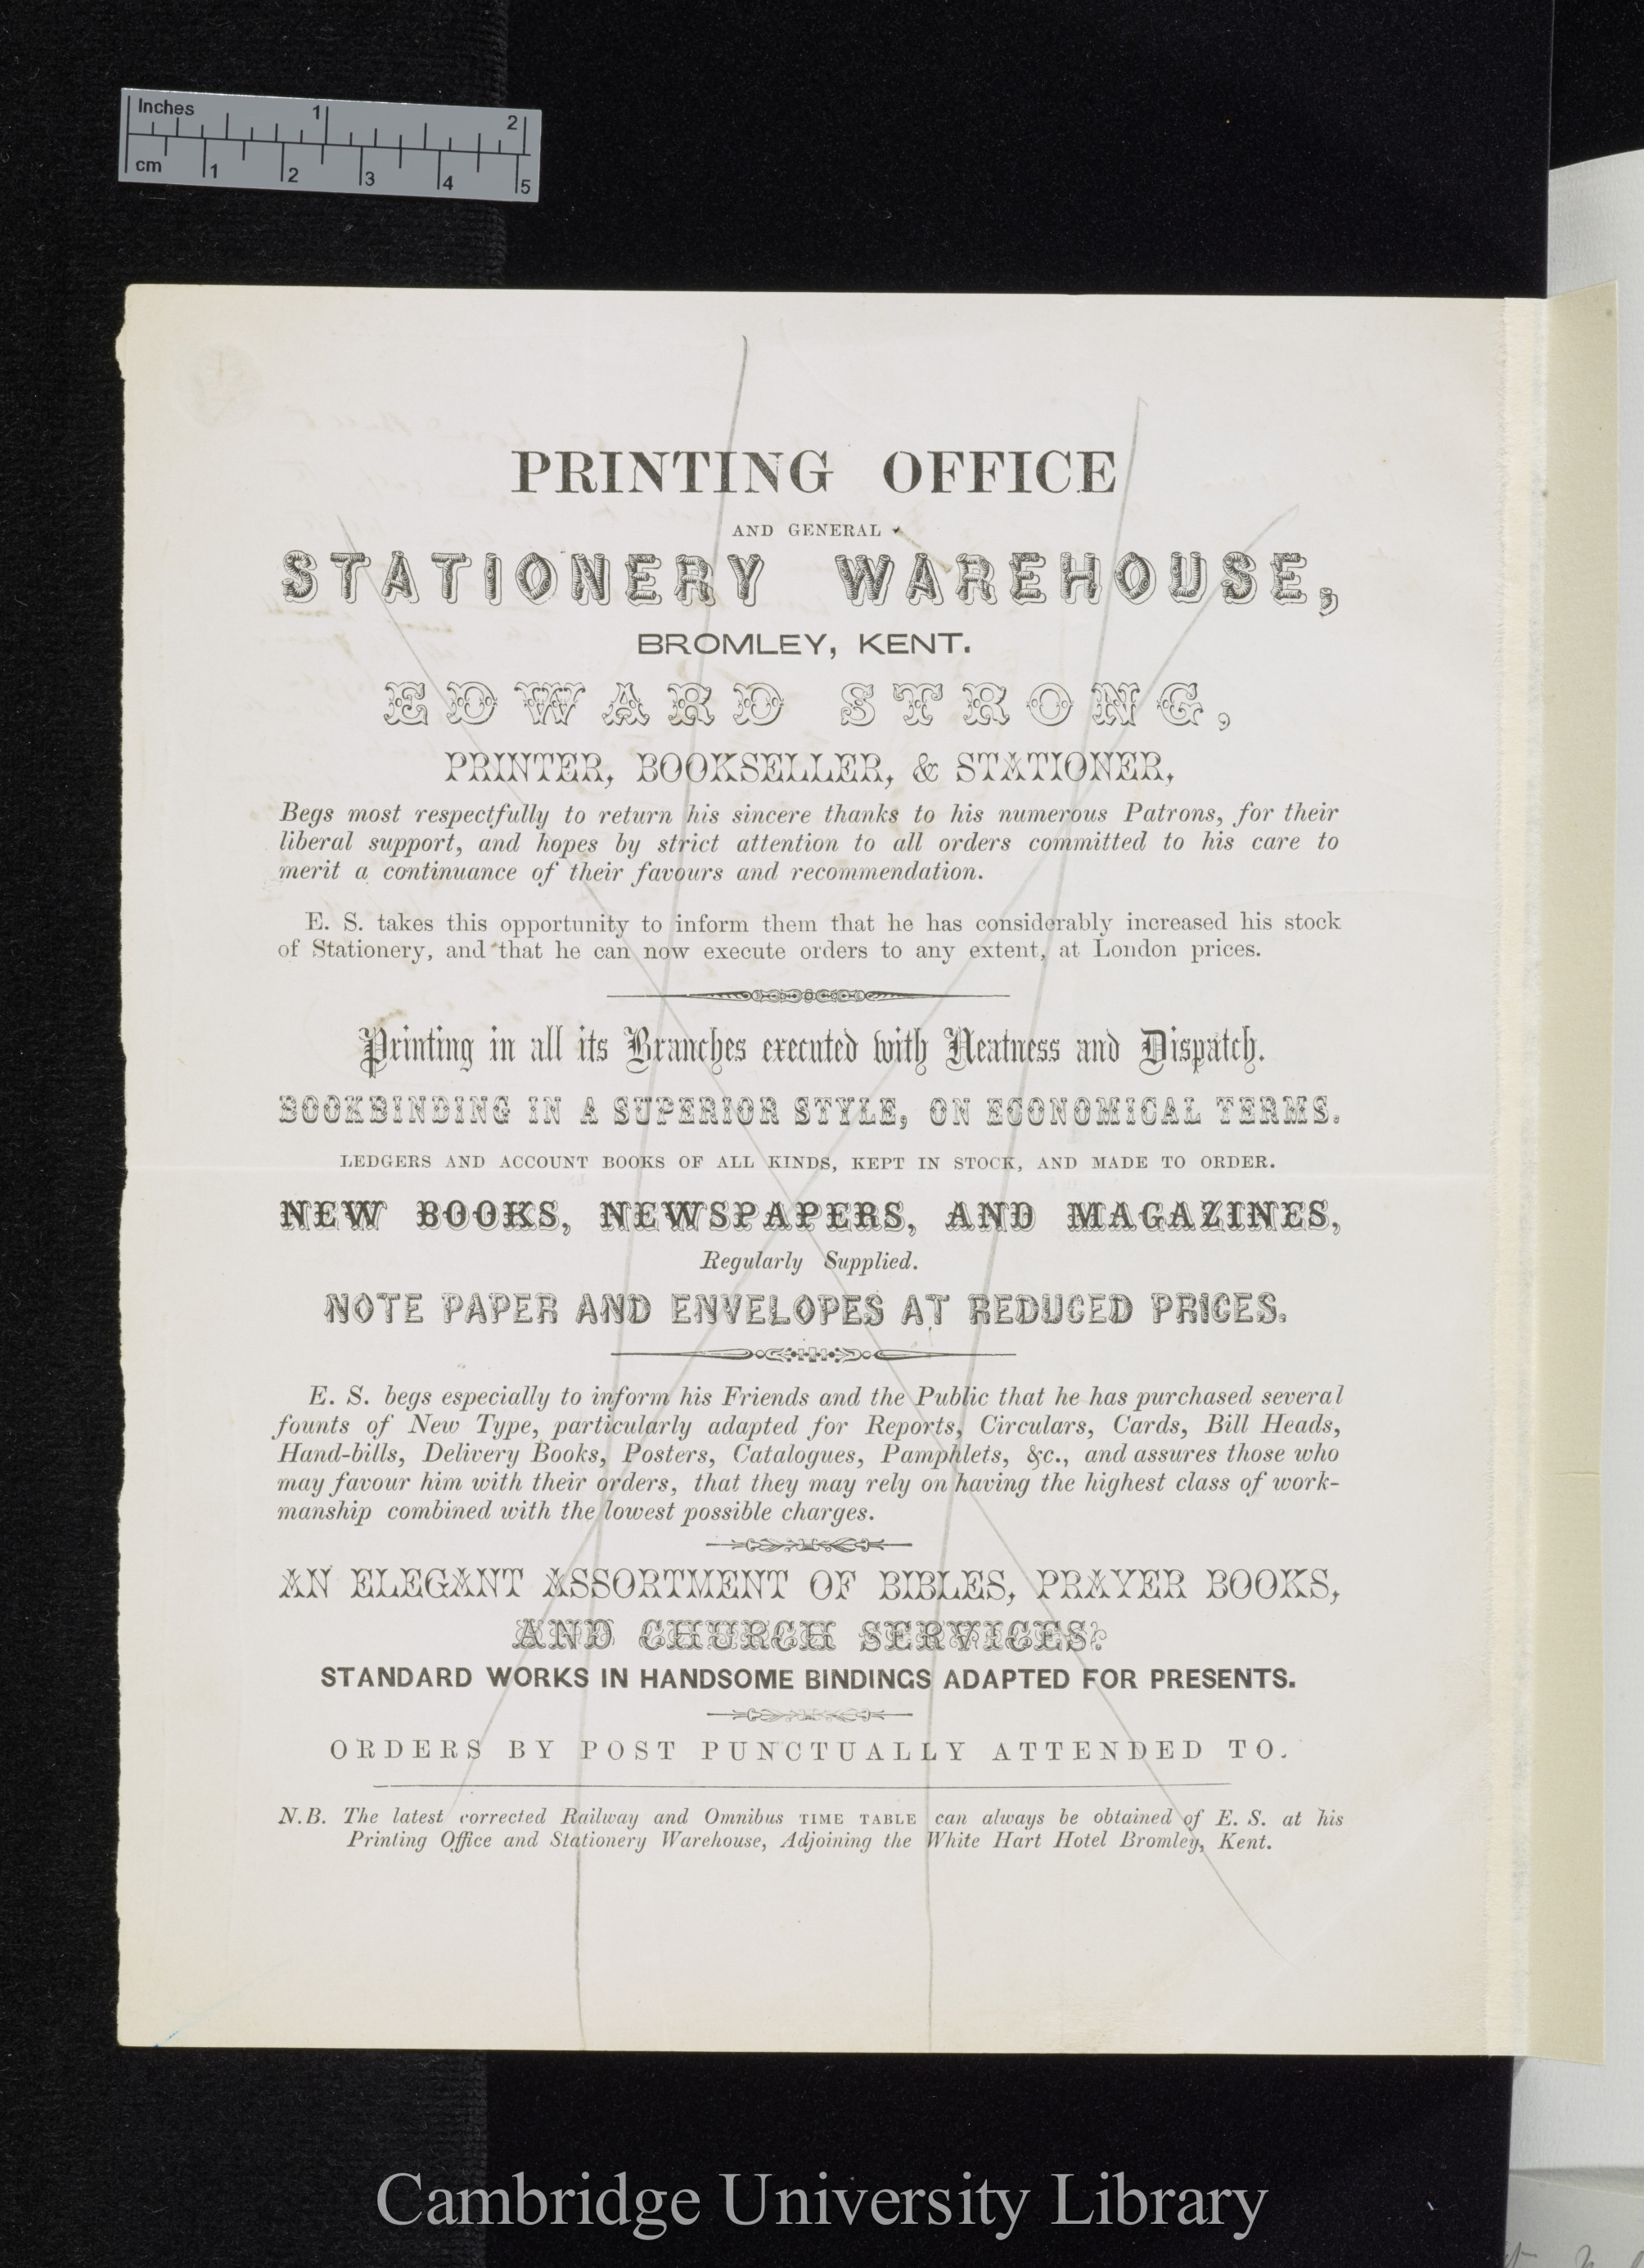 Inches 1 2
cm 1 2 3 4 5
PRINTING OFFICE
AND GENERAL
STATIONERY WAREHOUSE,
BROMLEY, KENT.
EDWARD STRONG,
PRINTER, BOOKSELLER, & STATIONER,
Begs most respectfully to return his sincere thanks to his numerous Patrons, for their
liberal support, and hopes by strict attention to all orders committed to his care to
merit a continuance of their favours and recommendation.
E. S. takes this opportunity to inform them that he has considerably increased his stock
of Stationery, and that he can now execute orders to any extent, at London prices.
Printing in all its Branches executed with Neatness and Dispatch.
BOOKBINDING IN A SUPERIOR STYLE, ON ECONOMICAL TERMS.
LEDGERS AND ACCOUNT BOOKS OF ALL KINDS, KEPT IN STOCK, AND MADE TO ORDER.
NEW BOOKS, NEWSPAPERS, AND MAGAZINES,
Regularly Supplied.
NOTE PAPER AND ENVELOPES AT REDUCED PRICES.
E. S. begs especially to inform his Friends and the Public that he has purchased several
founts of New Type, particularly adapted for Reports, Circulars, Cards, Bill Heads,
Hand-bills, Delivery Books, Posters, Catalogues, Pamphlets, &c., and assures those who
may favour him with their orders, that they may rely on having the highest class of work-
manship combined with the lowest possible charges.
AN ELEGANT ASSORTMENT OF BIBLES, PRAYER BOOKS,
AND CHURCH SERVICES.
STANDARD WORKS IN HANDSOME BINDINGS ADAPTED FOR PRESENTS.
ORDERS BY POST PUNCTUALLY ATTENDED TO.
N.B. The latest corrected Railway and Omnibus TIME TABLE can always be obtained of E. S. at his
Printing Office and Stationery Warehouse, Adjoining the White Hart Hotel Bromley, Kent.
Cambridge University Library